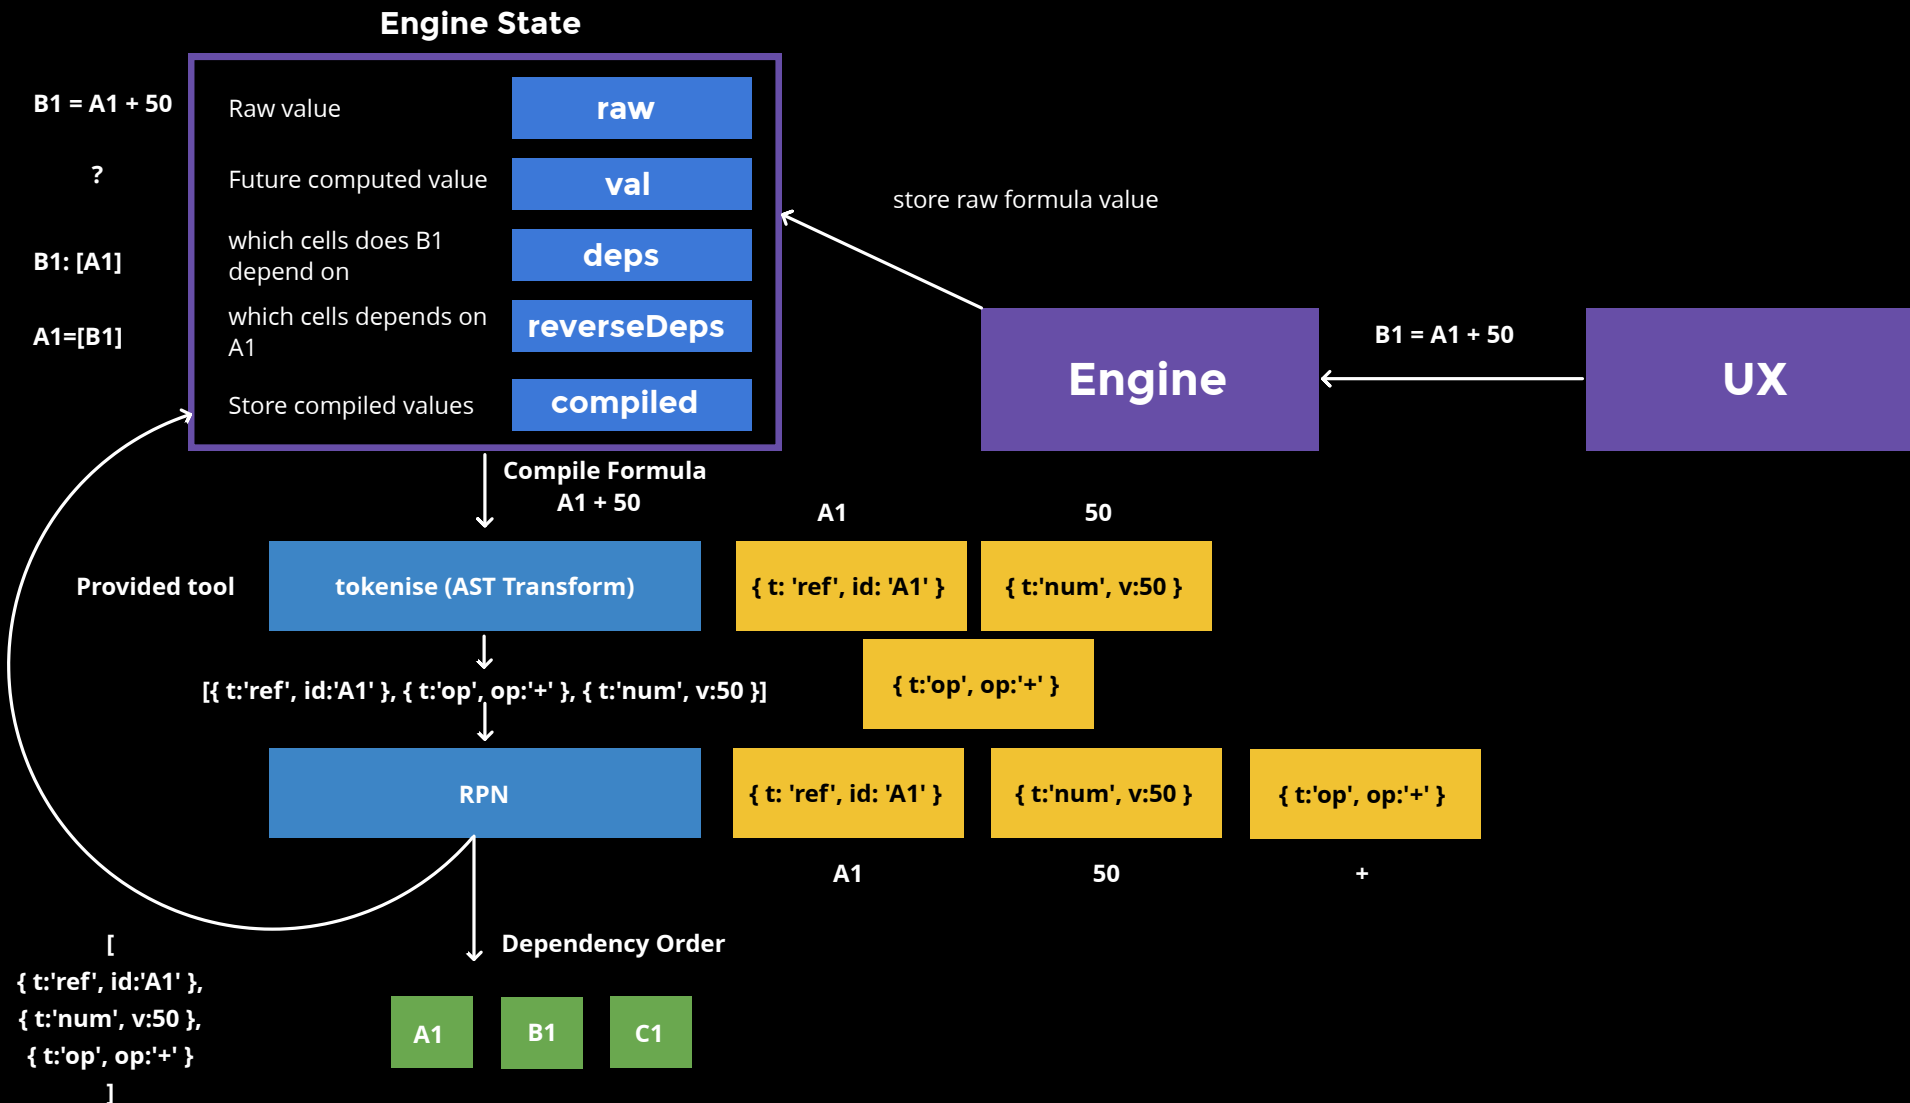 Engine State
B1 = A1 + 50
Raw value
raw
?
Future computed value
val
store raw formula value
B1: [A1]
which cells does B1
depend on
deps
A1=[B1]
which cells depends on
A1
reverseDeps
Store compiled values
compiled
Engine
B1 = A1 + 50
UX
Compile Formula
A1 + 50
A1
50
Provided tool
tokenise (AST Transform)
{ t: 'ref', id: 'A1' }
{ t:'num', v:50 }
[{ t:'ref', id:'A1' }, { t:'op', op:'+' }, { t:'num', v:50 }]
{ t:'op', op:'+' }
RPN
{ t: 'ref', id: 'A1' }
{ t:'num', v:50 }
{ t:'op', op:'+' }
A1
50
+
Dependency Order
[
{ t:'ref', id:'A1' },
{ t:'num', v:50 },
{ t:'op', op:'+' }
]
A1
B1
C1